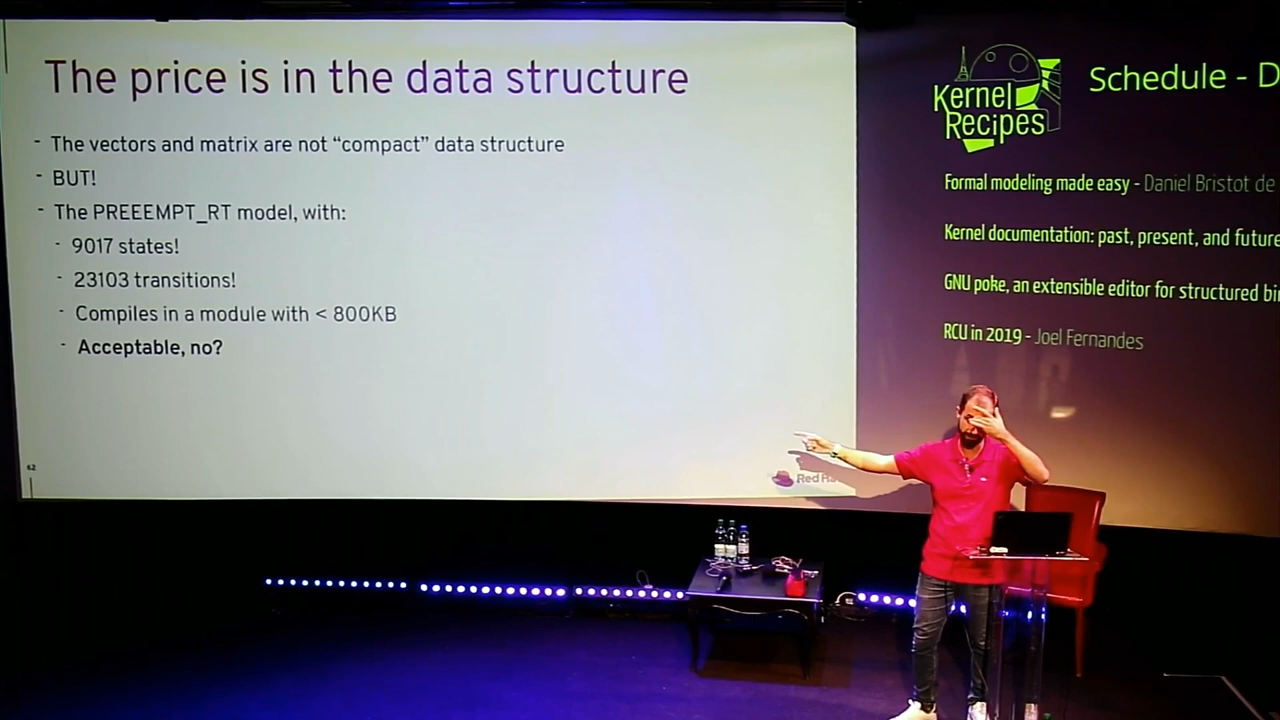 The price is in the data structure
- The vectors and matrix are not “compact” data structure
- BUT!
- The PREEEMPT_RT model, with:
- 9017 states!
- 23103 transitions!
- Compiles in a module with < 800KB
- Acceptable, no?
62
Red
Kernel
Recipes
Schedule -
Formal modeling made easy - Daniel Bristot de
Kernel documentation: past, present, and future
GNU poke, an extensible editor for structured
RCU in 2019 - Joel Fernandes